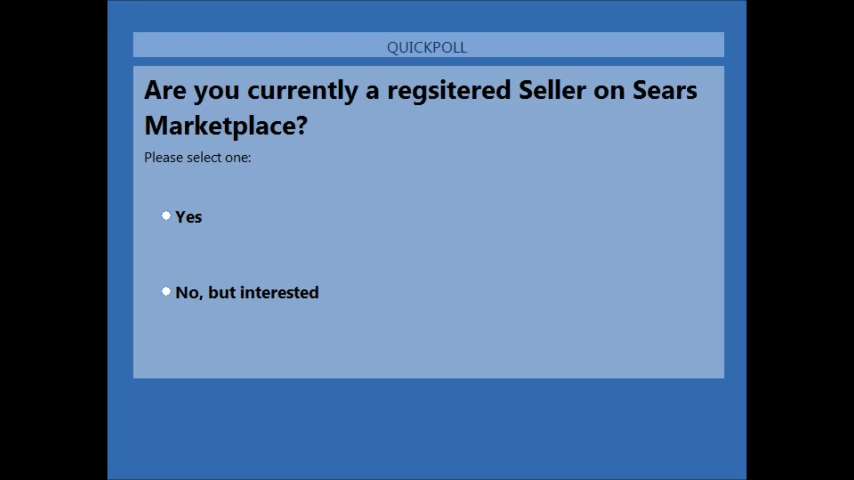 QUICKPOLL
Are you currently a regsitered Seller on Sears
Marketplace?
Please select one:
Yes
No, but interested